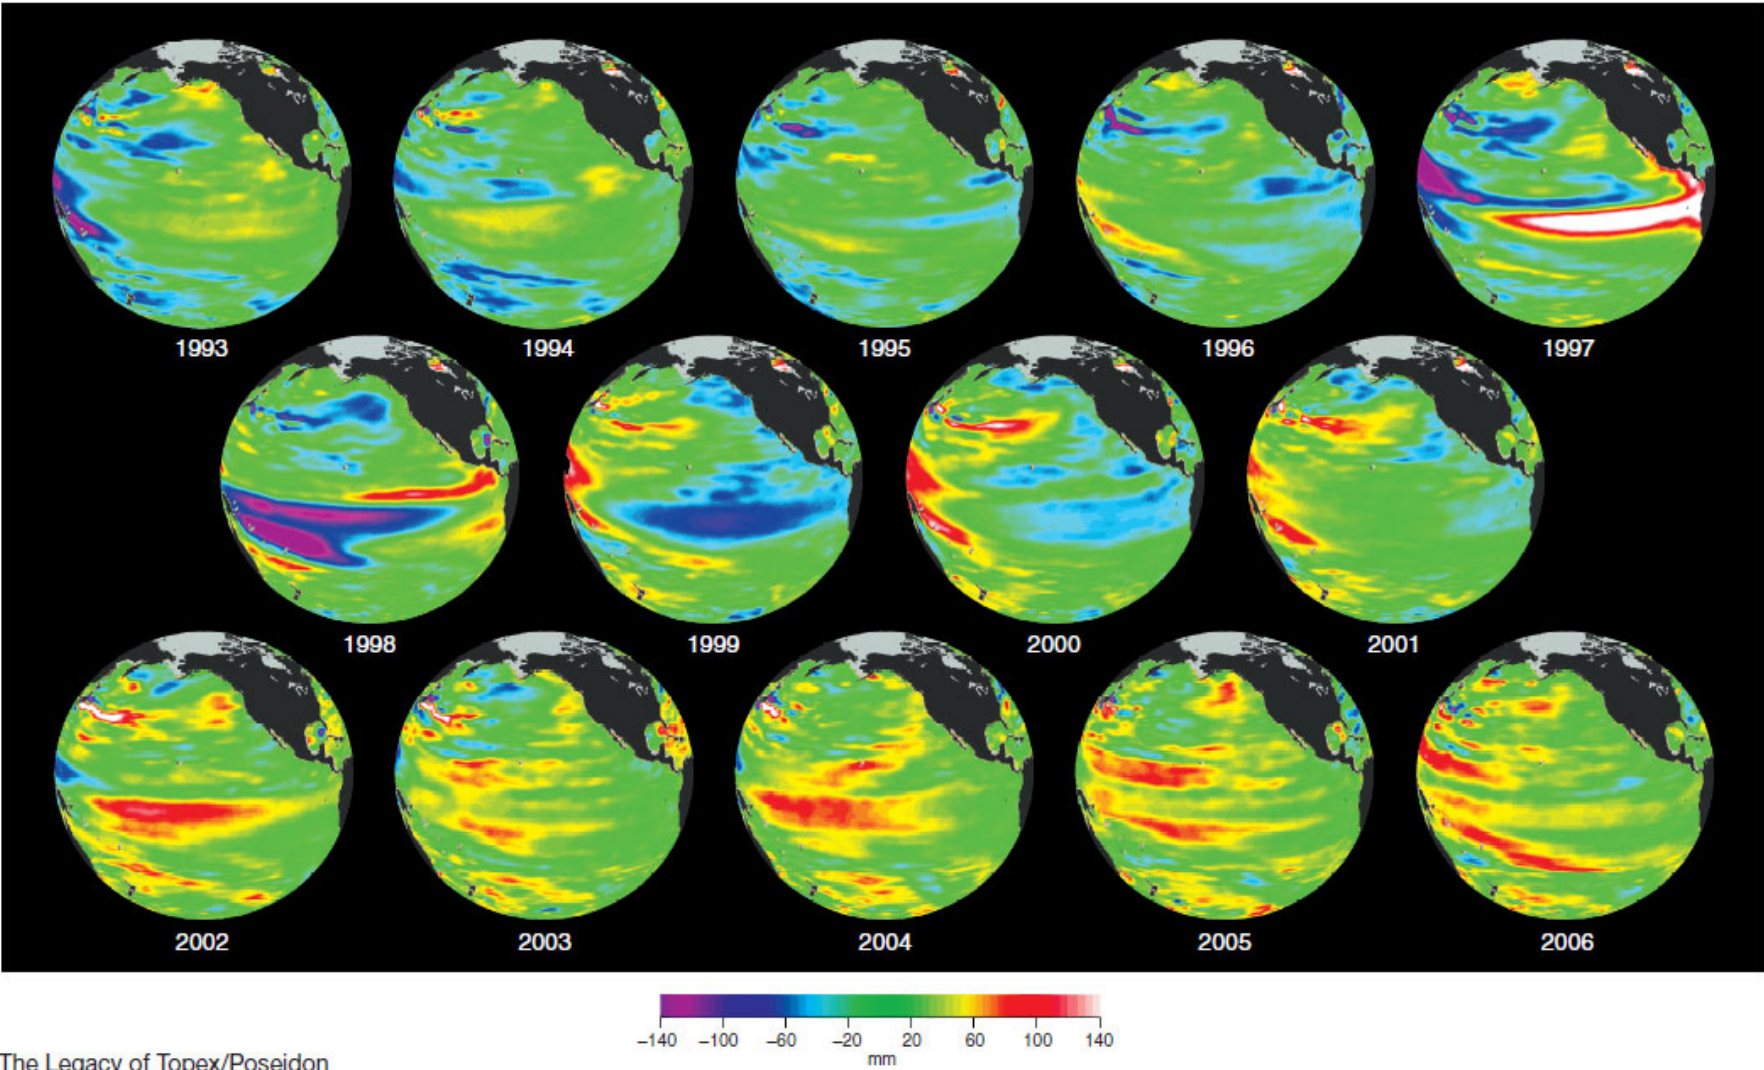 1993 1994 1995 1996 1997
1998 1999 2000 2001
2002 2003 2004 2005 2006
−140 −100 −60 −20 20 60 100 140
mm
The Legacy of Topex/Poseidon